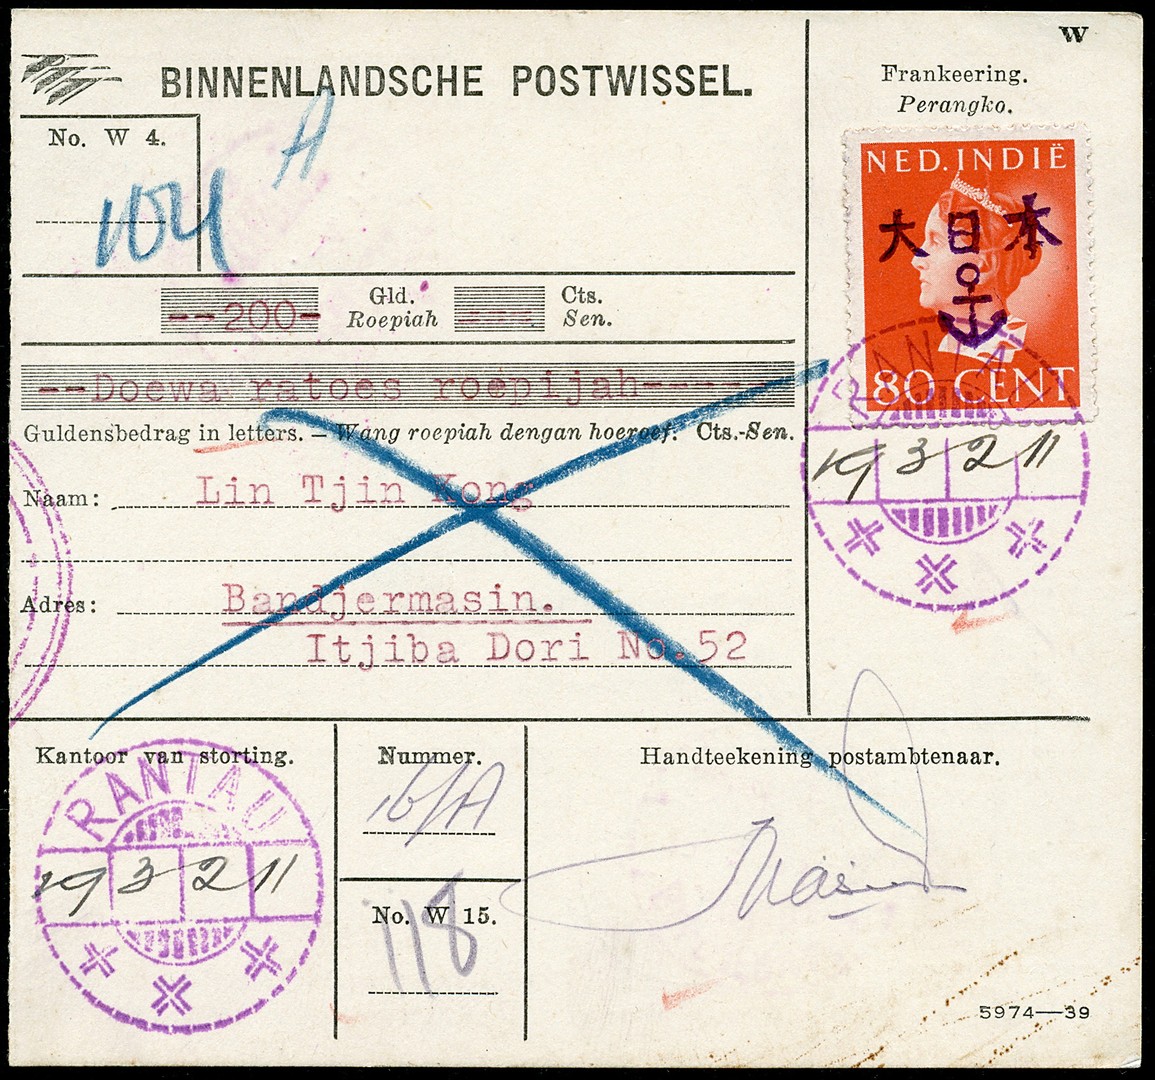 W
BINNENLANDSCHE POSTWISSEL.
Frankeering.
Perangko.
No. W 4.
A
104
NED. INDIË
大日本
80 CENT
--200-
Gld.
Roepiah
Cts.
Sen.
--Doewa ratoes roepijah------
Guldensbedrag in letters. — Wang roepiah dengan hoeroef. Cts.-Sen.
RANTAU
19 3 2 11
Naam: Lin Tjin Kong
Adres: Bandjermasin.
Itjiba Dori No.52
Kantoor van storting.
RANTAU
19 3 2 11
Nummer.
16/A
No. W 15.
118
Handteekening postambtenaar.
5974—39